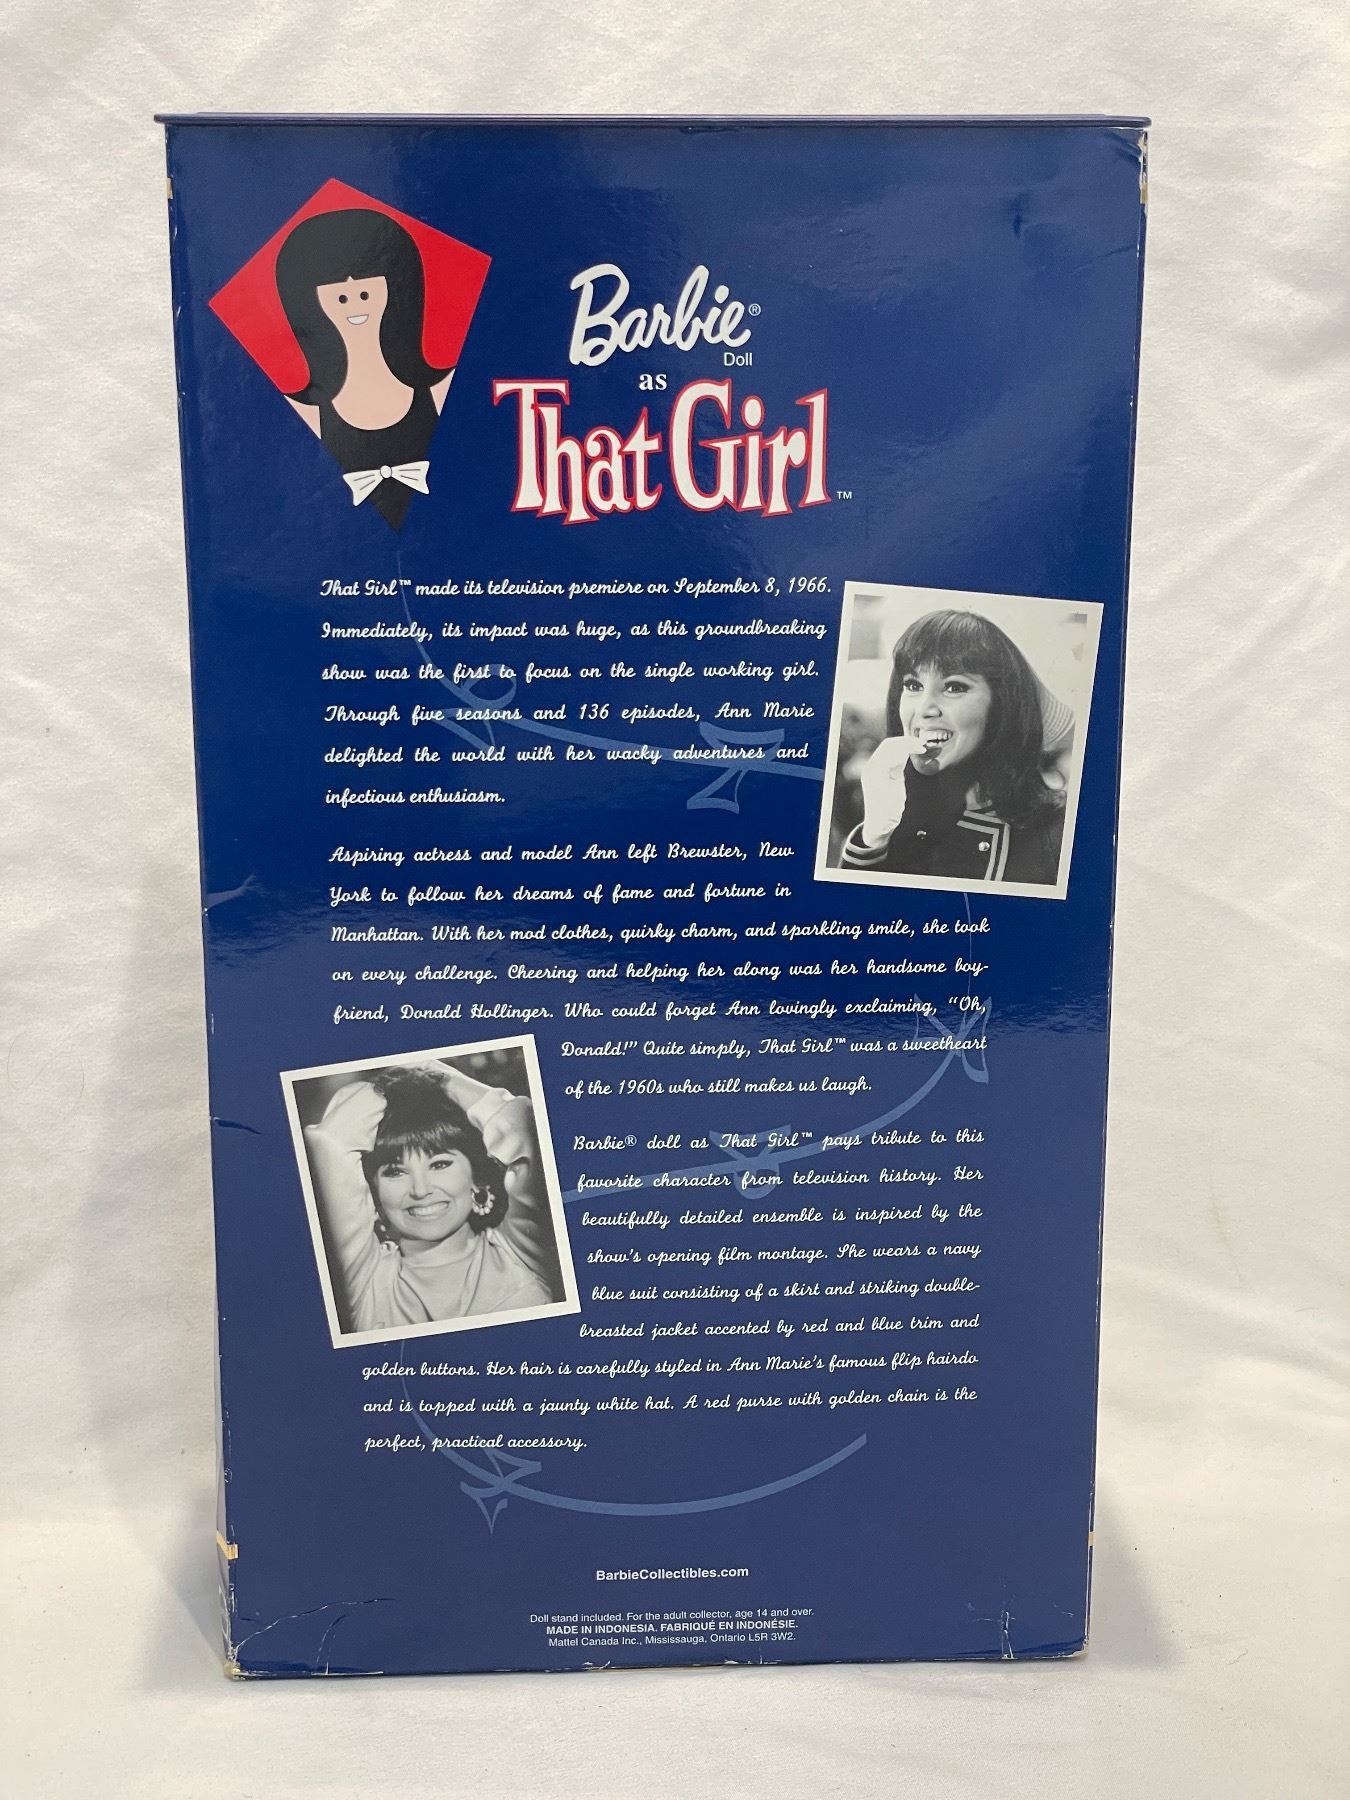 Barbie®
Doll
as
That Girl™
That Girl™ made its television premiere on September 8, 1966.
Immediately, its impact was huge, as this groundbreaking
show was the first to focus on the single working girl.
Through five seasons and 136 episodes, Ann Marie
delighted the world with her wacky adventures and
infectious enthusiasm.
Aspiring actress and model Ann left Brewster, New
York to follow her dreams of fame and fortune in
Manhattan. With her mod clothes, quirky charm, and sparkling smile, she took
on every challenge. Cheering and helping her along was her handsome boy-
friend, Donald Hollinger. Who could forget Ann lovingly exclaiming, “Oh,
Donald!” Quite simply, That Girl™ was a sweetheart
of the 1960s who still makes us laugh.
Barbie® doll as That Girl™ pays tribute to this
favorite character from television history. Her
beautifully detailed ensemble is inspired by the
show's opening film montage. She wears a navy
blue suit consisting of a skirt and striking double-
breasted jacket accented by red and blue trim and
golden buttons. Her hair is carefully styled in Ann Marie's famous flip hairdo
and is topped with a jaunty white hat. A red purse with golden chain is the
perfect, practical accessory.
BarbieCollectibles.com
Doll stand included. For the adult collector, age 14 and over.
MADE IN INDONESIA. FABRIQUÉ EN INDONÉSIE.
Mattel Canada Inc., Mississauga, Ontario L5R 3W2.